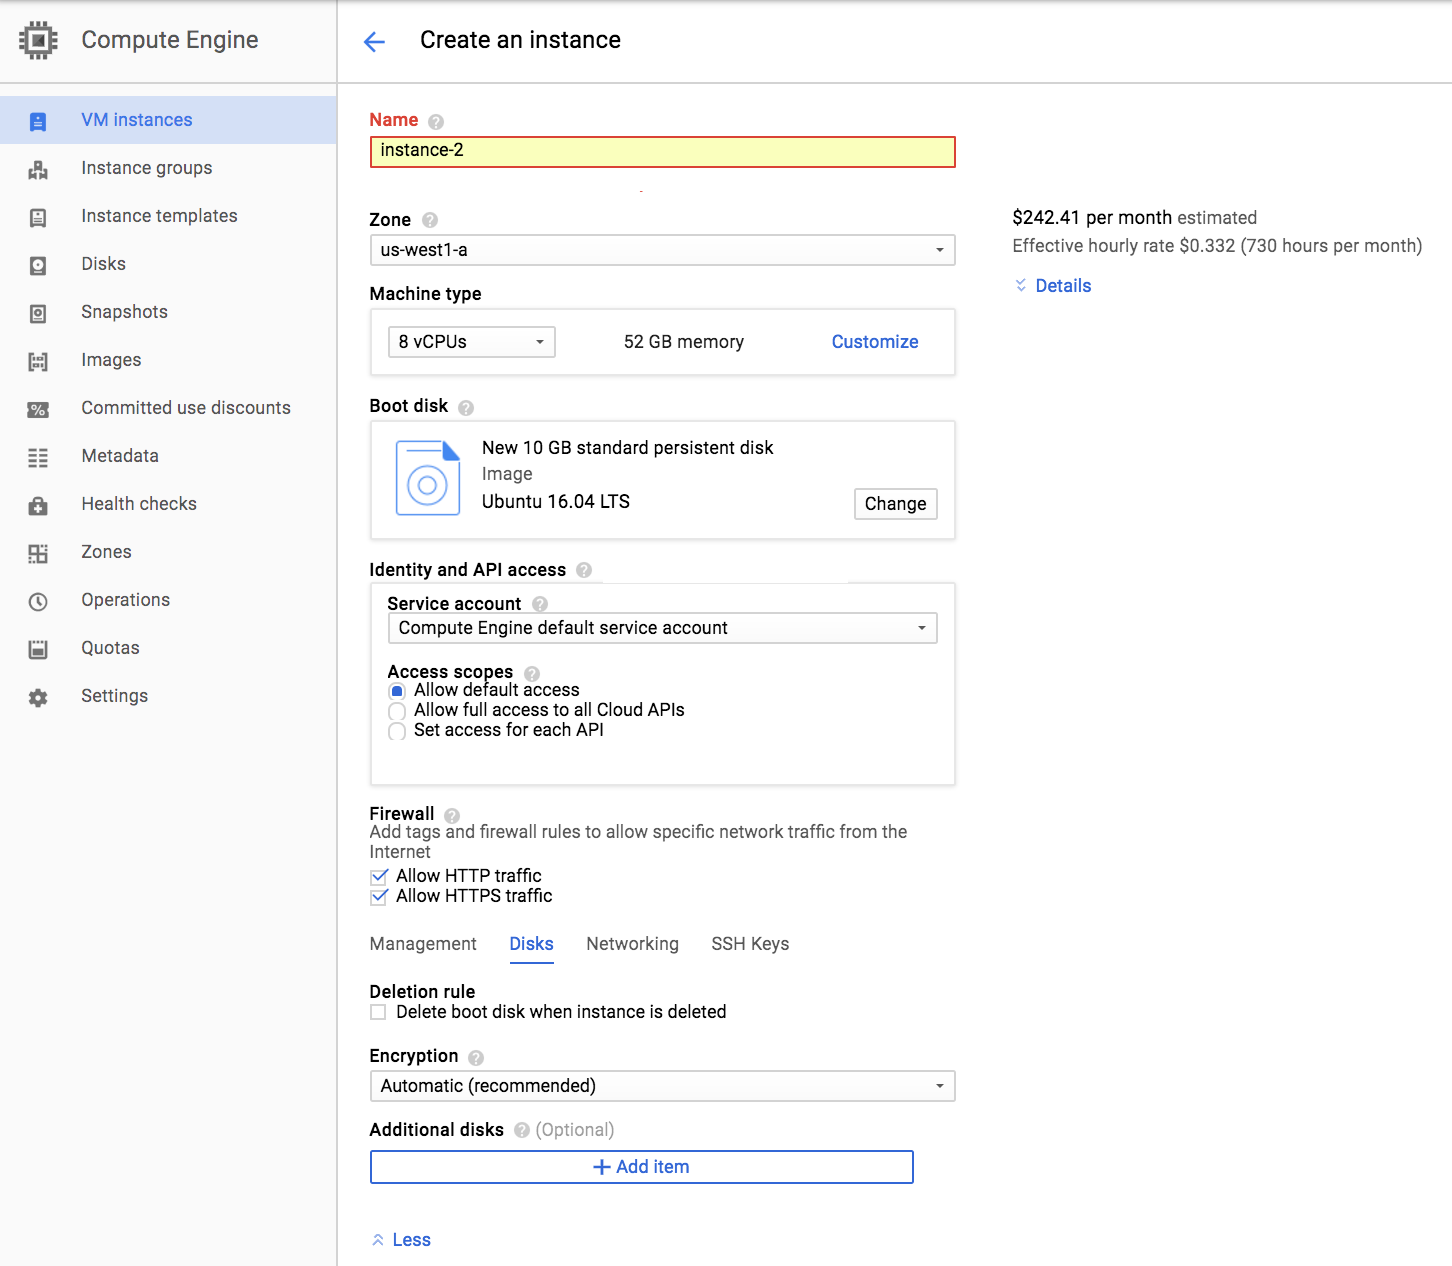 Compute Engine
Create an instance
VM instances
Instance groups
Instance templates
Disks
Snapshots
Images
Committed use discounts
Metadata
Health checks
Zones
Operations
Quotas
Settings
Name
instance-2
Zone
us-west1-a
$242.41 per month estimated
Effective hourly rate $0.332 (730 hours per month)
Details
Machine type
8 vCPUs
52 GB memory
Customize
Boot disk
New 10 GB standard persistent disk
Image
Ubuntu 16.04 LTS
Change
Identity and API access
Service account
Compute Engine default service account
Access scopes
Allow default access
Allow full access to all Cloud APIs
Set access for each API
Firewall
Add tags and firewall rules to allow specific network traffic from the
Internet
Allow HTTP traffic
Allow HTTPS traffic
Management
Disks
Networking
SSH Keys
Deletion rule
Delete boot disk when instance is deleted
Encryption
Automatic (recommended)
Additional disks (Optional)
+ Add item
Less